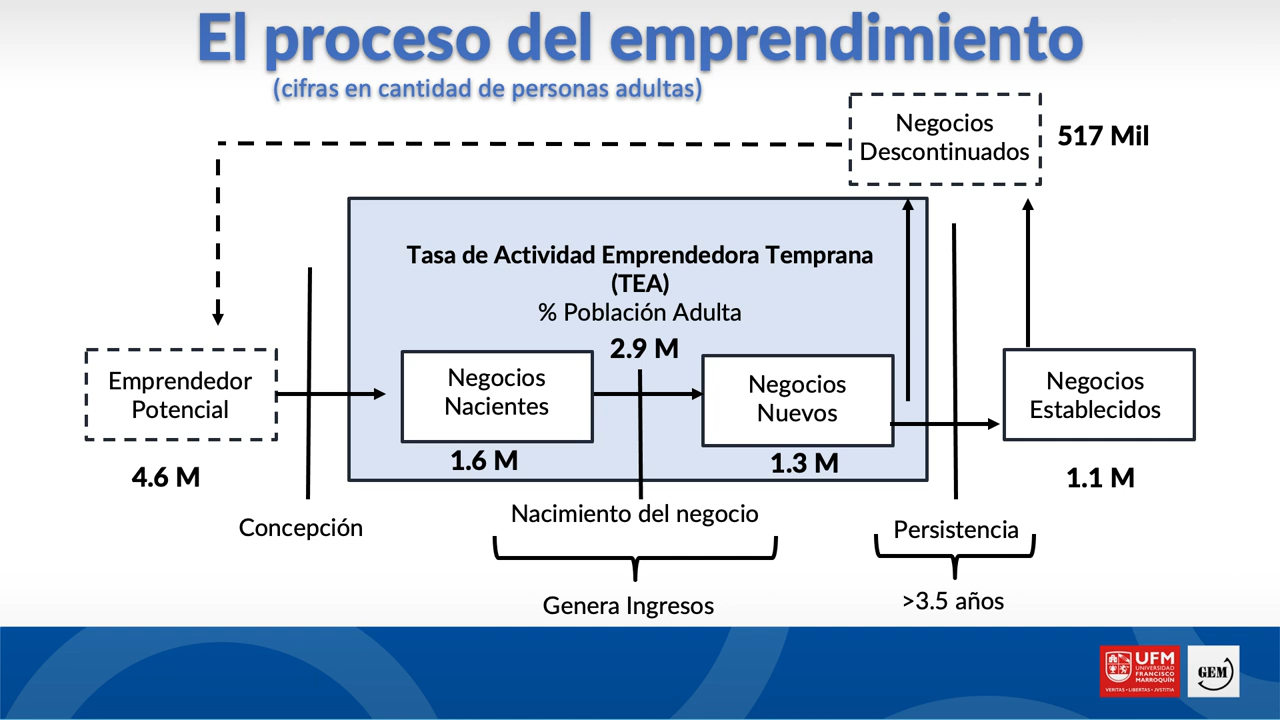 El proceso del emprendimiento
(cifras en cantidad de personas adultas)
Negocios
Descontinuados
517 Mil
Tasa de Actividad Emprendedora Temprana
(TEA)
% Población Adulta
2.9 M
Emprendedor
Potencial
4.6 M
Negocios
Nacientes
1.6 M
Negocios
Nuevos
1.3 M
Negocios
Establecidos
1.1 M
Concepción
Nacimiento del negocio
Persistencia
Genera Ingresos
>3.5 años
UFM
UNIVERSIDAD
FRANCISCO
MARROQUÍN
VERITAS • LIBERTAS • JVSTITIA
GEM